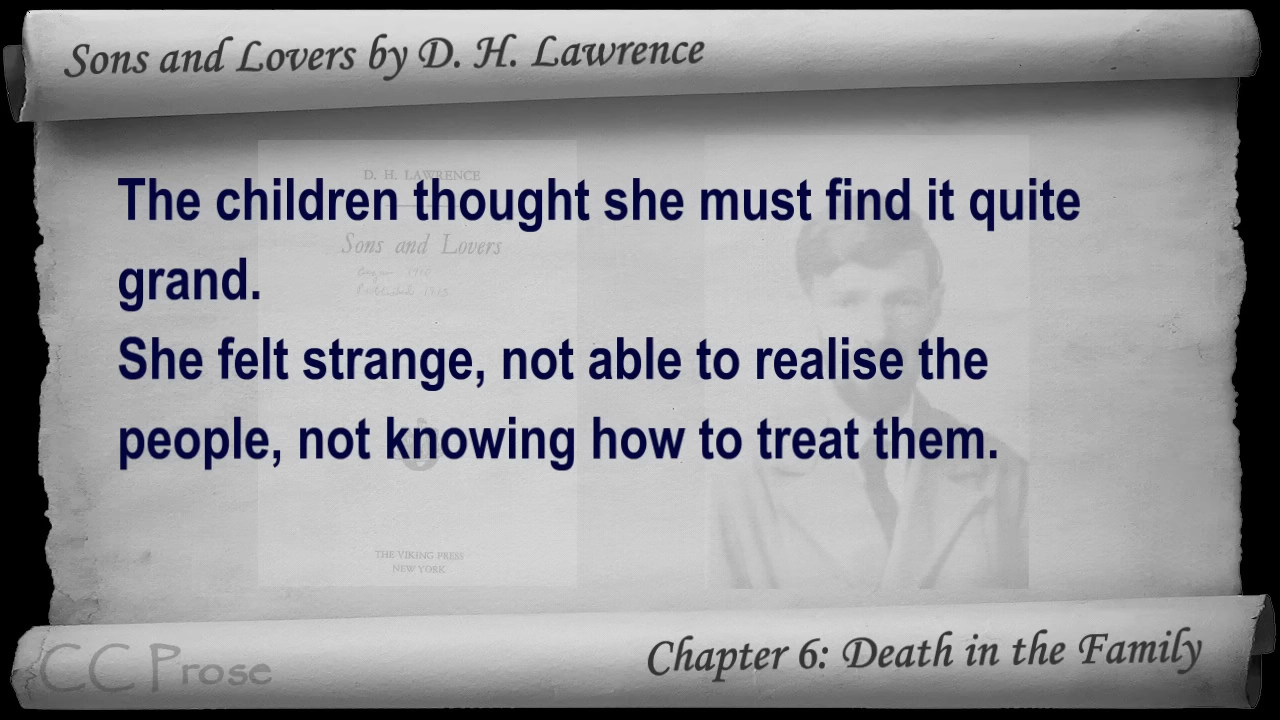 Sons and Lovers by D. H. Lawrence
D. H. LAWRENCE
The children thought she must find it quite
Sons and Lovers
grand.
She felt strange, not able to realise the
people, not knowing how to treat them.
THE VIKING PRESS
NEW YORK
CC Prose
Chapter 6: Death in the Family